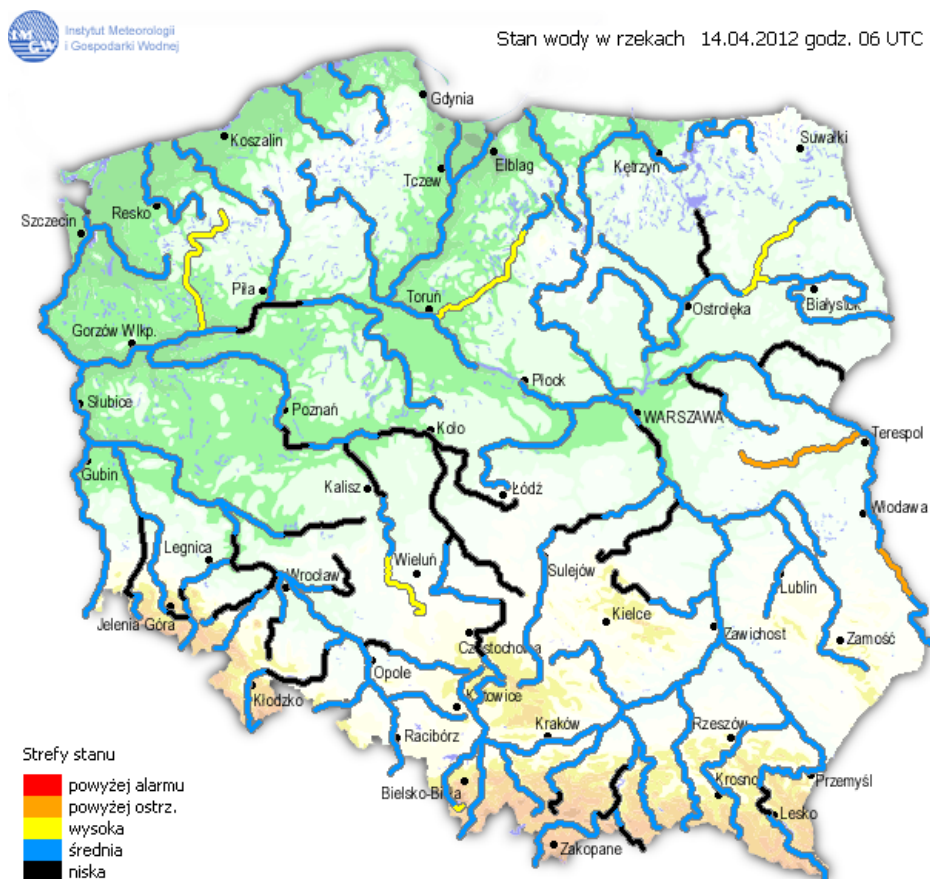 IMGW
Instytut Meteorologii
i Gospodarki Wodnej
Stan wody w rzekach 14.04.2012 godz. 06 UTC
Gdynia
Koszalin
Suwałki
Elbląg
Kętrzyn
Tczew
Resko
Szczecin
Piła
Toruń
Białystok
Ostrołęka
Gorzów Wlkp.
Płock
Słubice
Poznań
WARSZAWA
Koło
Terespol
Gubin
Kalisz
Łódź
Włodawa
Legnica
Wieluń
Sulejów
Wrocław
Lublin
Jelenia Góra
Kielce
Zawichost
Zamość
Częstochowa
Opole
Kłodzko
Katowice
Racibórz
Kraków
Rzeszów
Bielsko-Biała
Krosno
Przemyśl
Lesko
Zakopane
Strefy stanu
powyżej alarmu
powyżej ostrz.
wysoka
średnia
niska